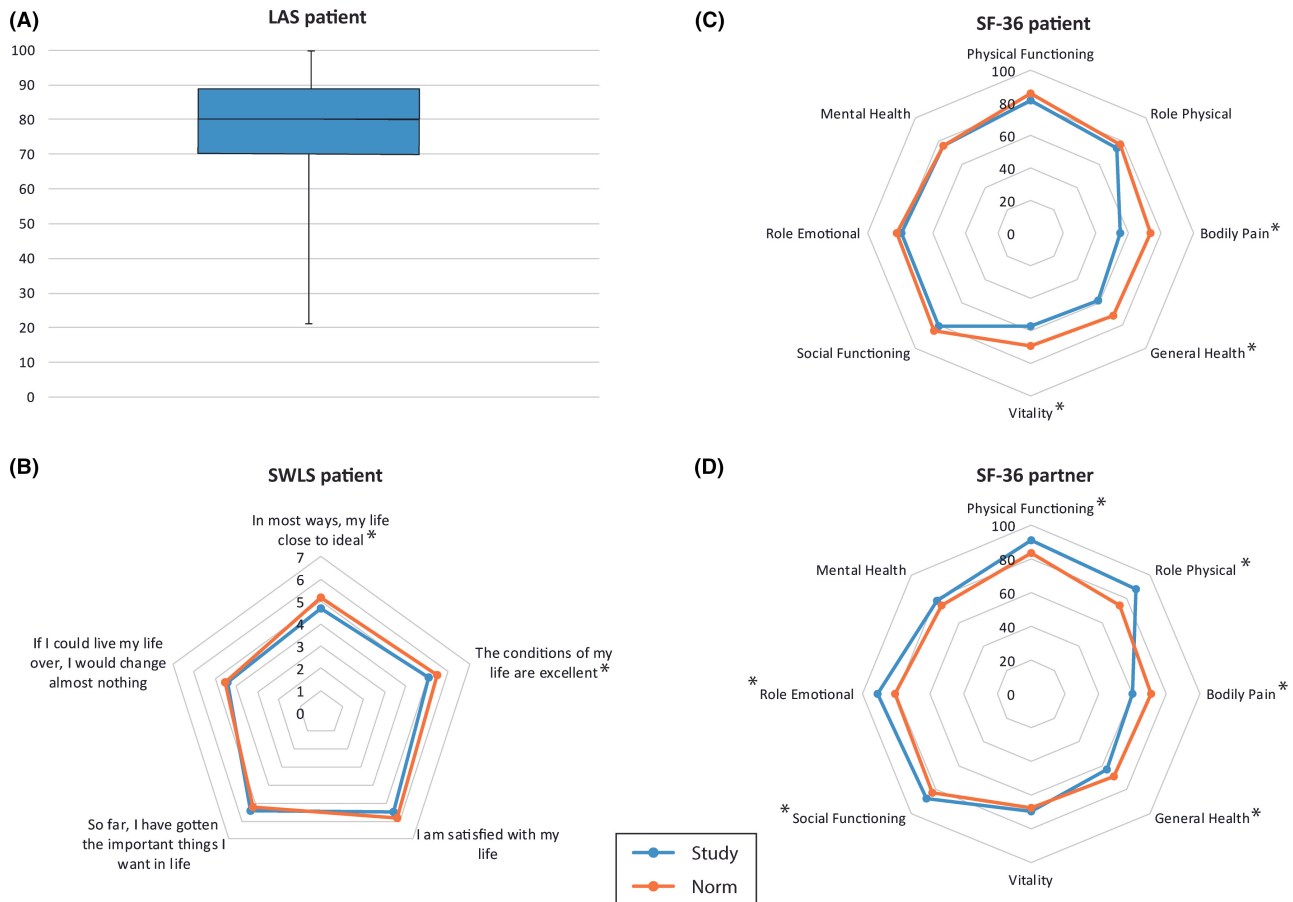 (A)
LAS patient
100
90
80
70
60
50
40
30
20
10
0
(C)
SF-36 patient
Physical Functioning
100
80
60
40
20
0
Mental Health
Role Physical
Role Emotional
Bodily Pain*
Social Functioning
General Health*
Vitality*
(B)
SWLS patient
In most ways, my life
close to ideal*
7
6
5
4
3
2
1
0
The conditions of my
life are excellent*
If I could live my life
over, I would change
almost nothing
So far, I have gotten
the important things I
want in life
I am satisfied with my
life
(D)
SF-36 partner
Physical Functioning*
100
80
60
40
20
0
Mental Health
Role Physical*
*Role Emotional
Bodily Pain*
*Social Functioning
General Health*
Vitality
Study
Norm